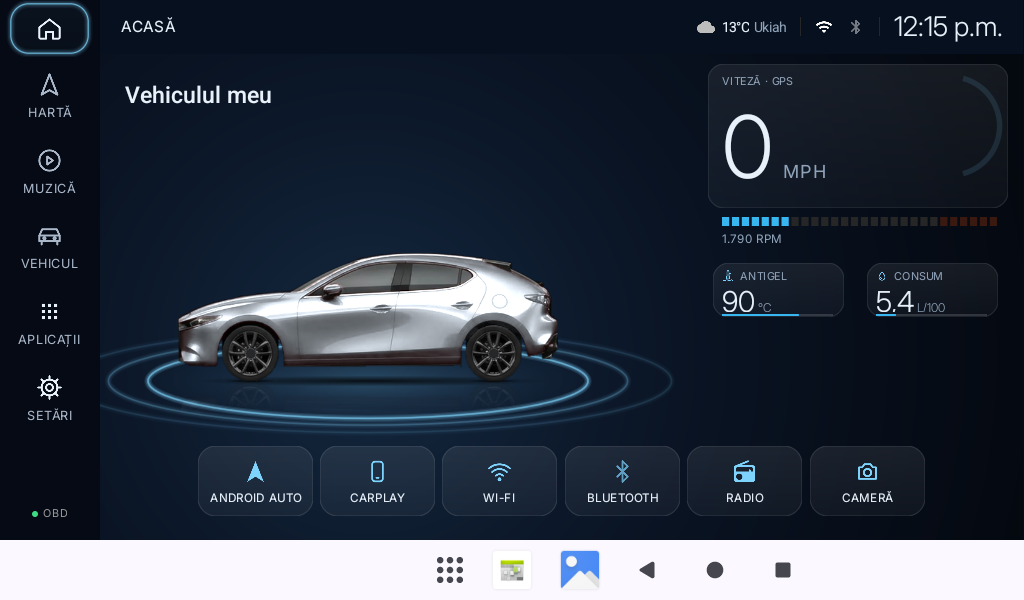 ACASĂ
13°C Ukiah
12:15 p.m.
HARTĂ
MUZICĂ
VEHICUL
APLICAȚII
SETĂRI
OBD
Vehiculul meu
VITEZĂ · GPS
0 MPH
1.790 RPM
ANTIGEL
90 °C
CONSUM
5,4 L/100
ANDROID AUTO
CARPLAY
WI-FI
BLUETOOTH
RADIO
CAMERĂ